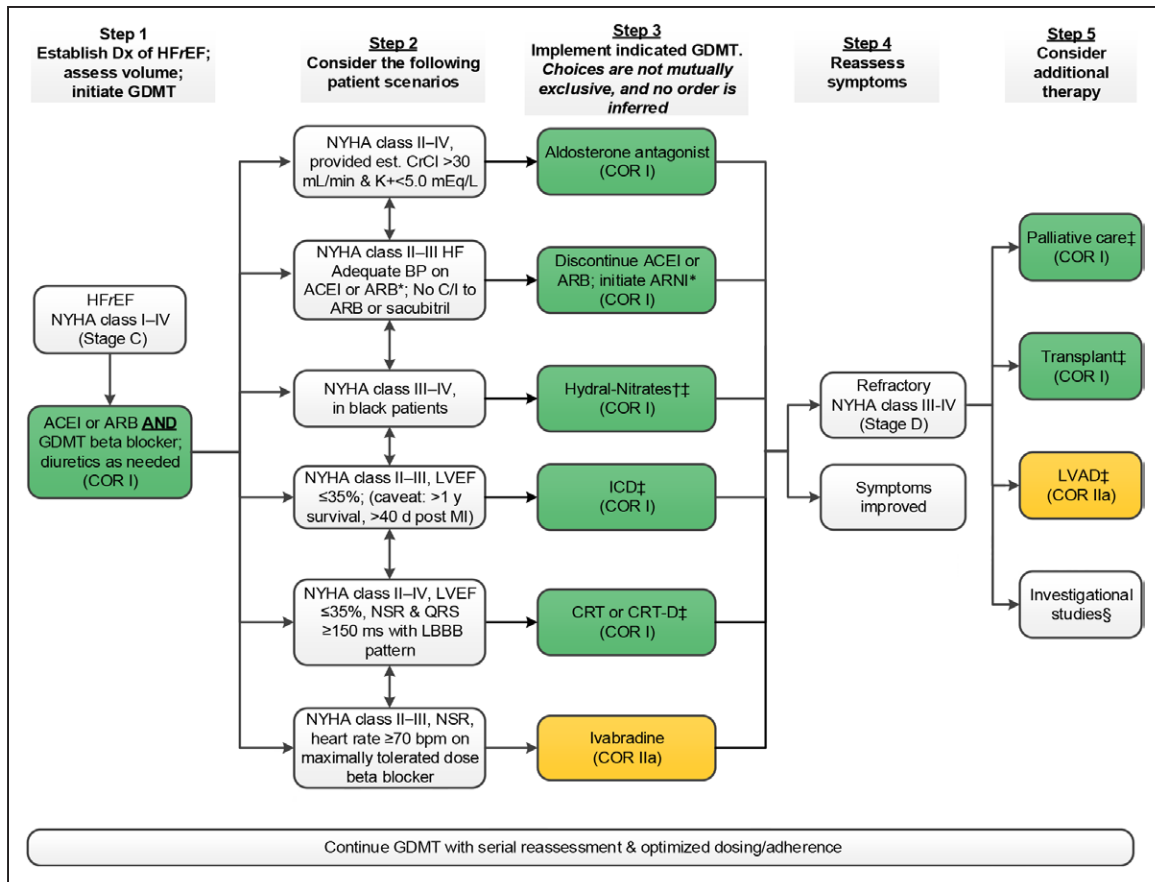 Step 1
Establish Dx of HFrEF;
assess volume;
initiate GDMT
Step 2
Consider the following
patient scenarios
Step 3
Implement indicated GDMT.
Choices are not mutually
exclusive, and no order is
inferred
Step 4
Reassess
symptoms
Step 5
Consider
additional
therapy
HFrEF
NYHA class I–IV
(Stage C)
ACEI or ARB AND
GDMT beta blocker;
diuretics as needed
(COR I)
NYHA class II–IV,
provided est. CrCl >30
mL/min & K+<5.0 mEq/L
NYHA class II–III HF
Adequate BP on
ACEI or ARB*; No C/I to
ARB or sacubitril
NYHA class III–IV,
in black patients
NYHA class II–III, LVEF
≤35%; (caveat: >1 y
survival, >40 d post MI)
NYHA class II–IV, LVEF
≤35%, NSR & QRS
≥150 ms with LBBB
pattern
NYHA class II–III, NSR,
heart rate ≥70 bpm on
maximally tolerated dose
beta blocker
Aldosterone antagonist
(COR I)
Discontinue ACEI or
ARB; initiate ARNI*
(COR I)
Hydral-Nitrates†‡
(COR I)
ICD‡
(COR I)
CRT or CRT-D‡
(COR I)
Ivabradine
(COR IIa)
Refractory
NYHA class III-IV
(Stage D)
Symptoms
improved
Palliative care‡
(COR I)
Transplant‡
(COR I)
LVAD‡
(COR IIa)
Investigational
studies§
Continue GDMT with serial reassessment & optimized dosing/adherence